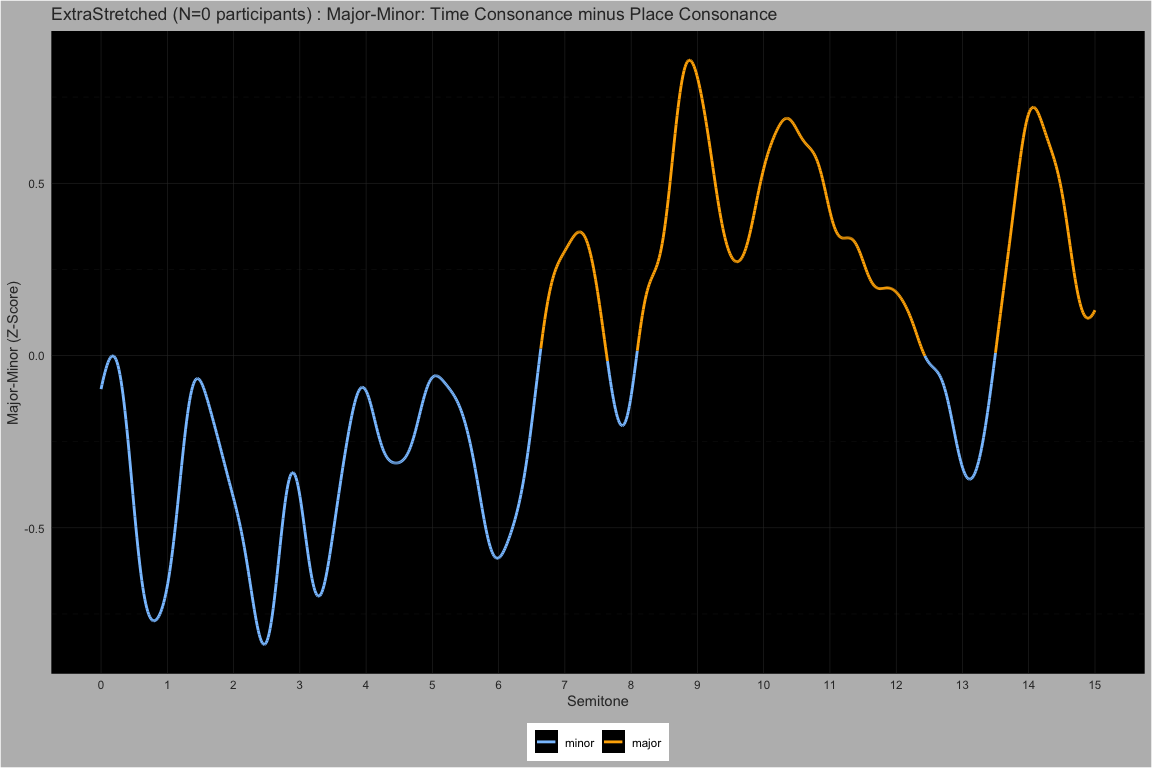 ExtraStretched (N=0 participants) : Major-Minor: Time Consonance minus Place Consonance
Major-Minor (Z-Score)
0.5
0.0
-0.5
0 1 2 3 4 5 6 7 8 9 10 11 12 13 14 15
Semitone
minor major